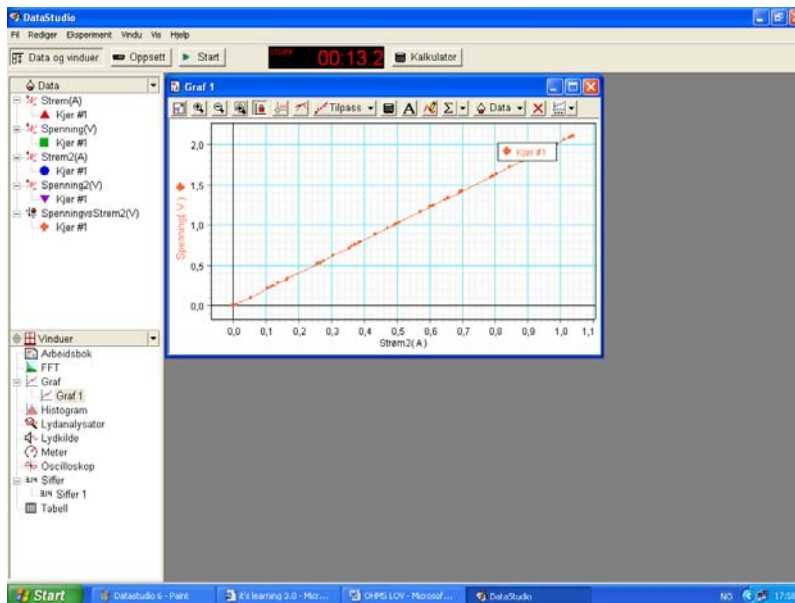 DataStudio
Fil Rediger Eksperiment Vindu Vis Hjelp
Data og vinduer Oppsett Start STOPP 00:13.2 Kalkulator
Data
Strøm(A)
Kjør #1
Spenning(V)
Kjør #1
Strøm2(A)
Kjør #1
Spenning2(V)
Kjør #1
SpenningvsStrøm2(V)
Kjør #1
Vinduer
Arbeidsbok
FFT
Graf
Graf 1
Histogram
Lydanalysator
Lydkilde
Meter
Oscilloskop
Siffer
Siffer 1
Tabell
Graf 1
Tilpass A Σ Data
Kjør #1
2,0
1,5
1,0
0,5
0,0
Spenning( V )
0,0 0,1 0,2 0,3 0,4 0,5 0,6 0,7 0,8 0,9 1,0 1,1
Strøm2( A )
Start Datastudio 6 - Paint it's learning 3.0 - Micr... OHMS LOV - Microsof... DataStudio NO 17:58